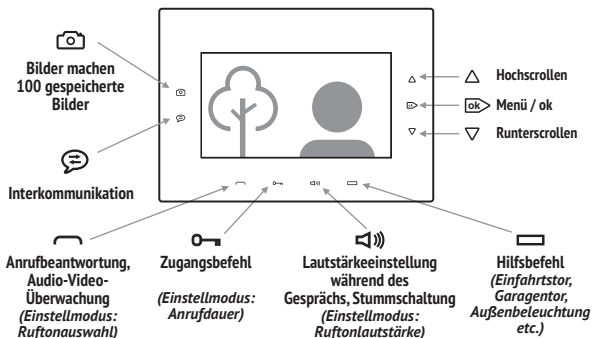 Bilder machen
100 gespeicherte
Bilder
Interkommunikation
Hochscrollen
ok Menü / ok
Runterscrollen
Anrufbeantwortung,
Audio-Video-
Überwachung
(Einstellmodus:
Ruftonauswahl)
Zugangsbefehl
(Einstellmodus:
Anrufdauer)
Lautstärkeeinstellung
während des
Gesprächs, Stummschaltung
(Einstellmodus:
Ruftonlautstärke)
Hilfsbefehl
(Einfahrtstor,
Garagentor,
Außenbeleuchtung
etc.)